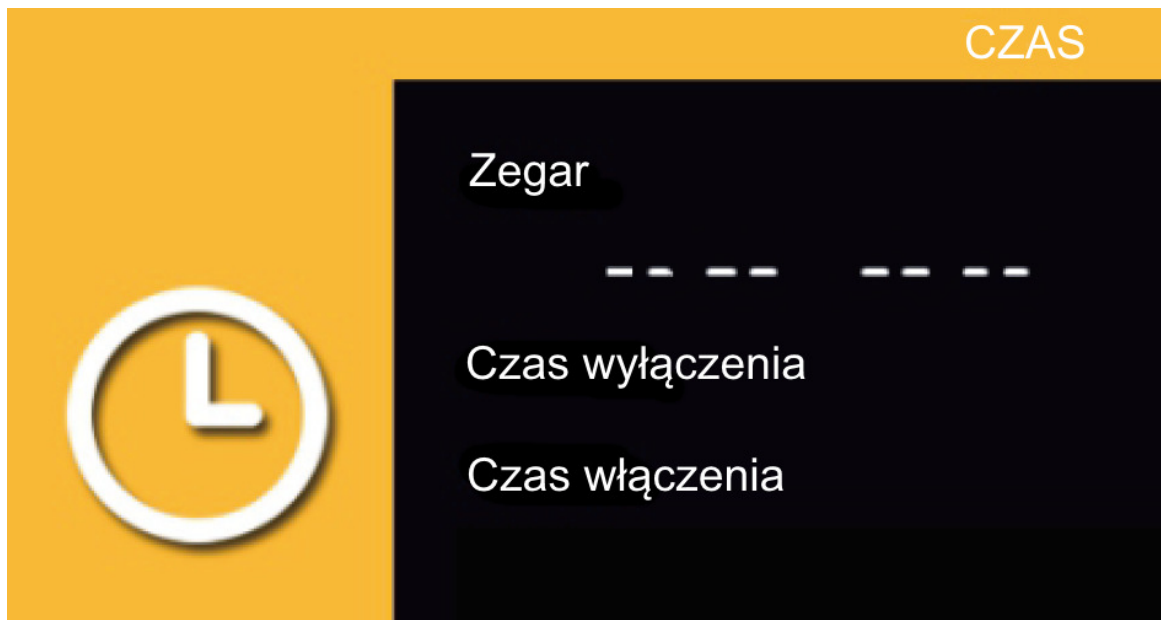 CZAS
Zegar
-- -- -- --
Czas wyłączenia
Czas włączenia